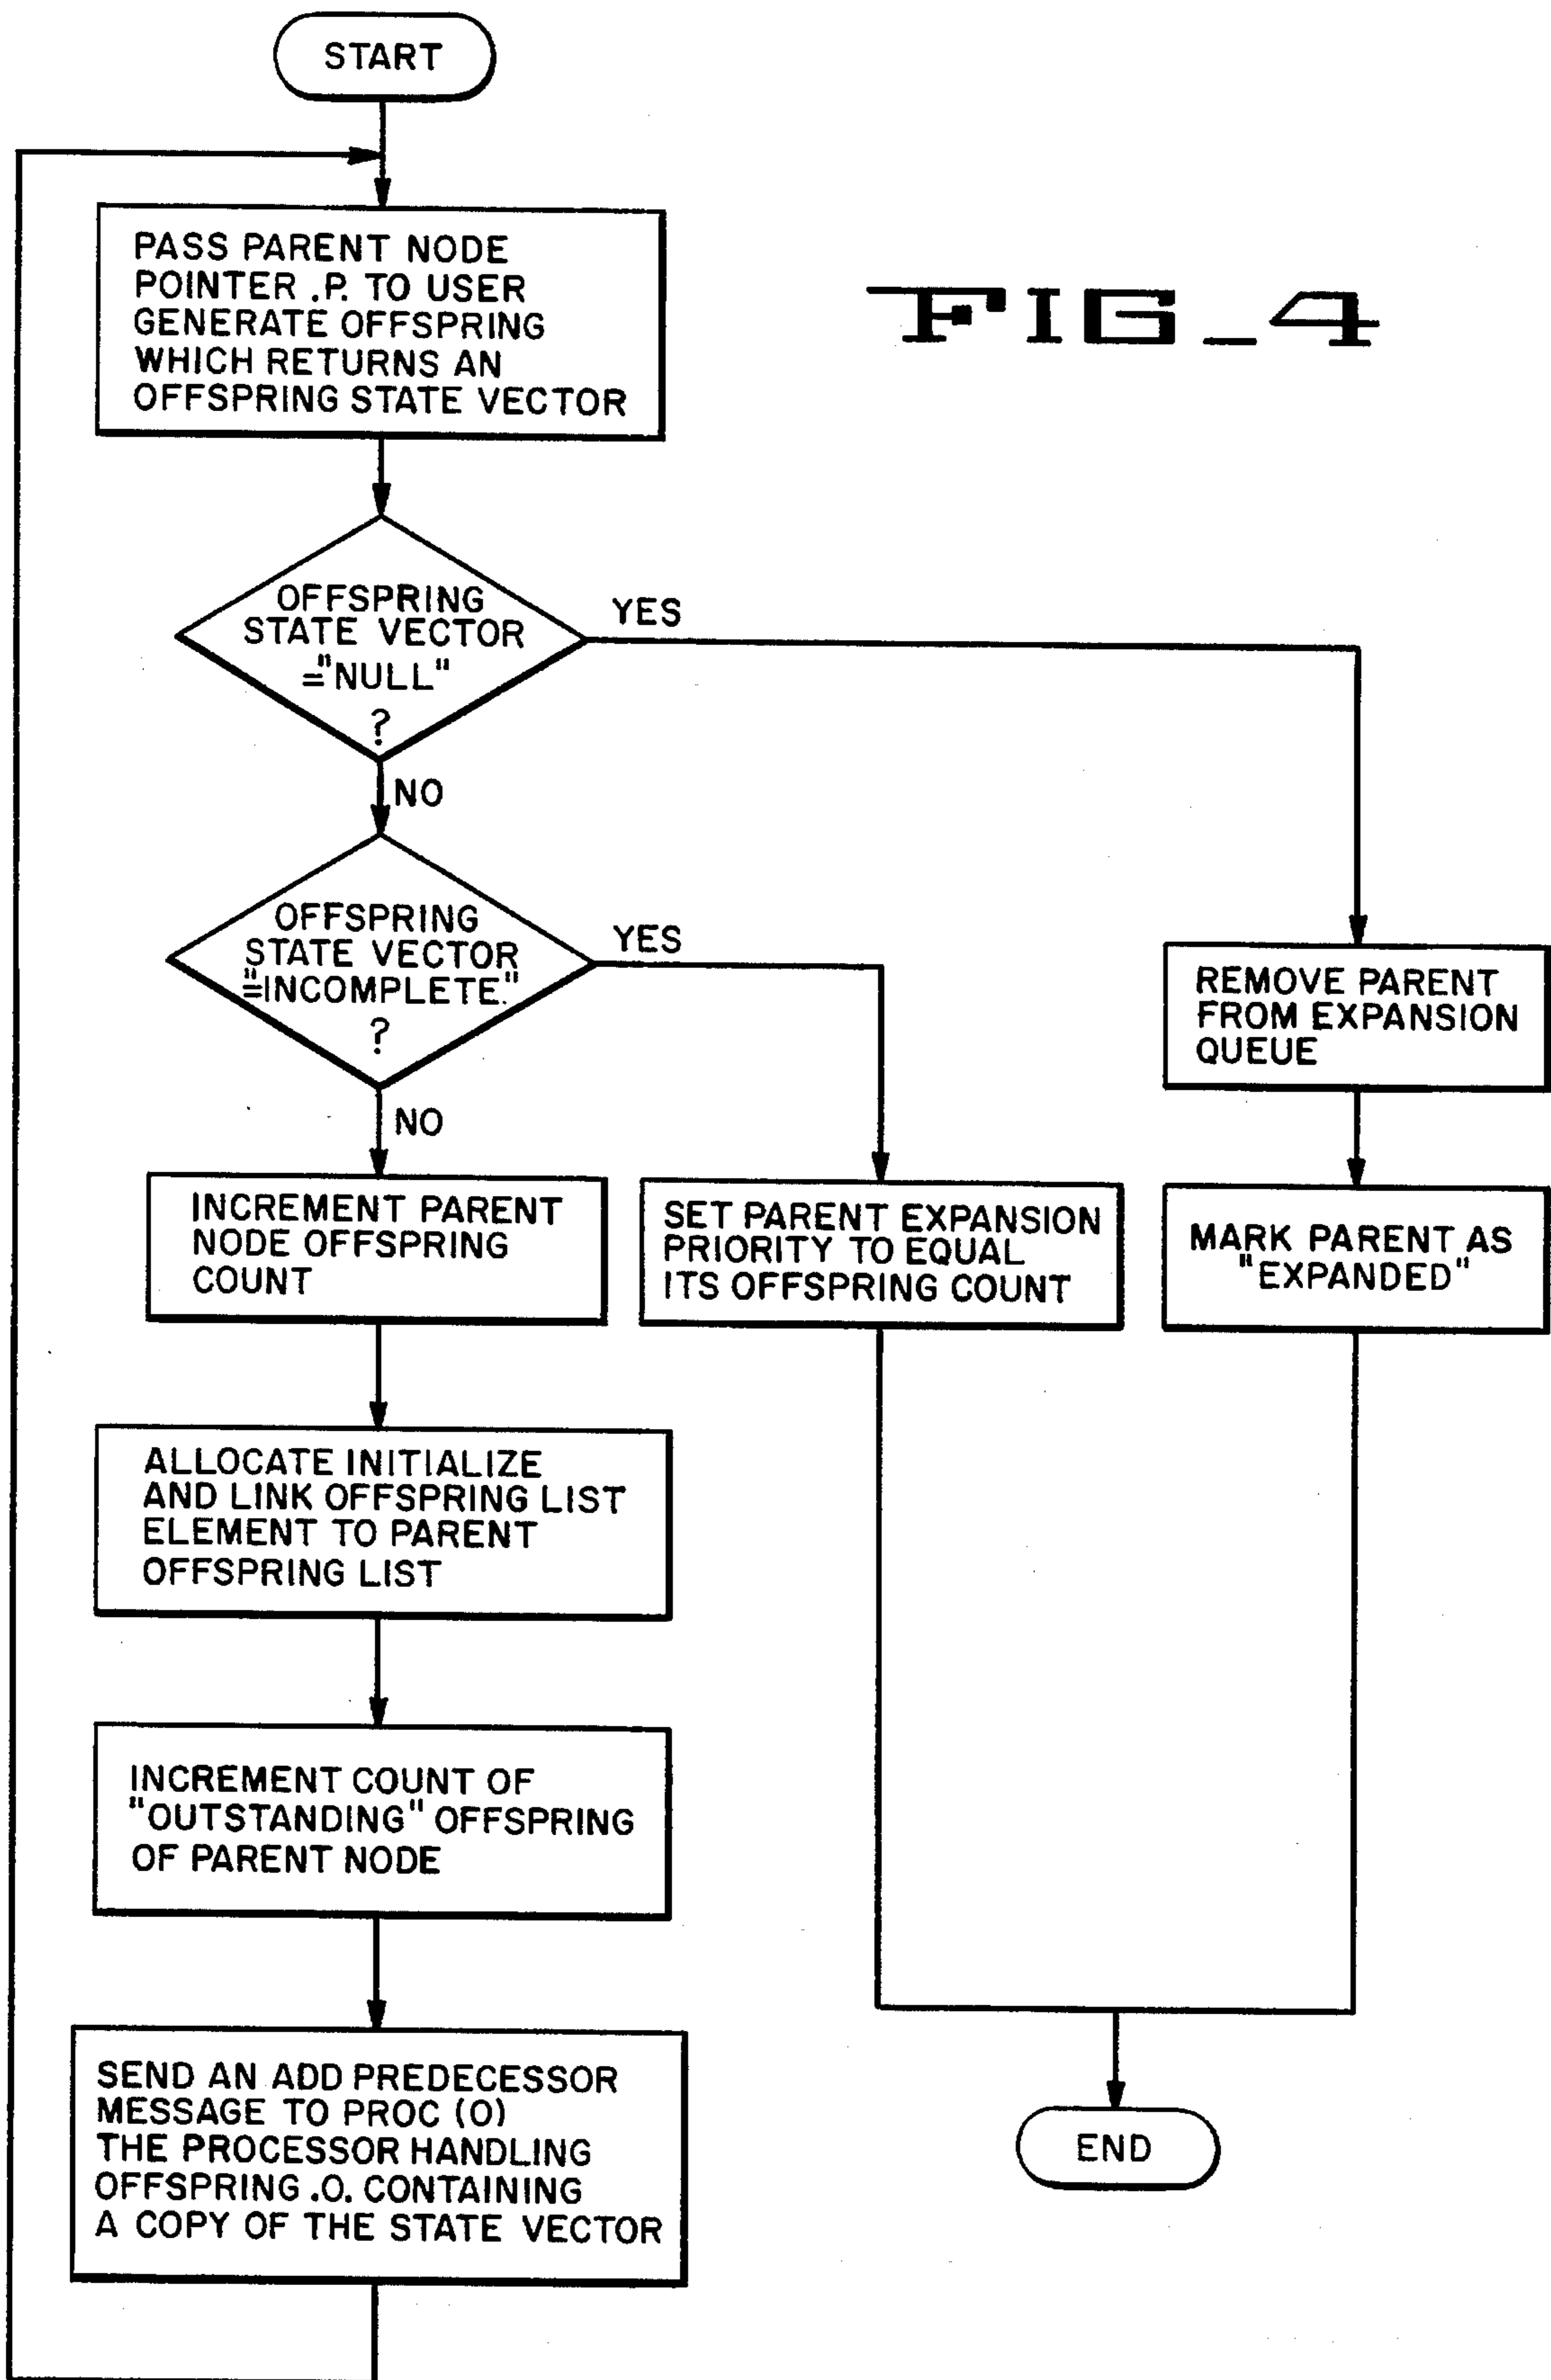 START
FIG_4
PASS PARENT NODE
POINTER .P. TO USER
GENERATE OFFSPRING
WHICH RETURNS AN
OFFSPRING STATE VECTOR
OFFSPRING
STATE VECTOR
="NULL"
?
YES
NO
OFFSPRING
STATE VECTOR
="INCOMPLETE."
?
YES
NO
REMOVE PARENT
FROM EXPANSION
QUEUE
INCREMENT PARENT
NODE OFFSPRING
COUNT
SET PARENT EXPANSION
PRIORITY TO EQUAL
ITS OFFSPRING COUNT
MARK PARENT AS
"EXPANDED"
ALLOCATE INITIALIZE
AND LINK OFFSPRING LIST
ELEMENT TO PARENT
OFFSPRING LIST
INCREMENT COUNT OF
"OUTSTANDING" OFFSPRING
OF PARENT NODE
SEND AN ADD PREDECESSOR
MESSAGE TO PROC (O)
THE PROCESSOR HANDLING
OFFSPRING .O. CONTAINING
A COPY OF THE STATE VECTOR
END